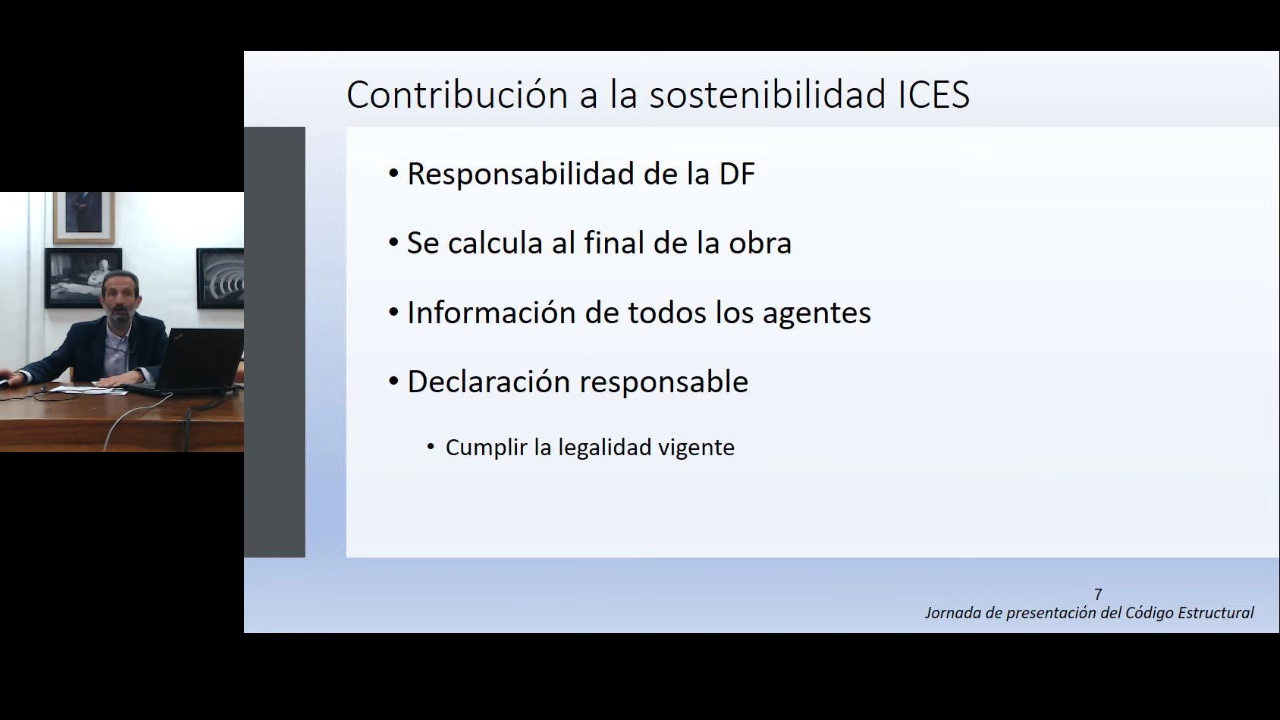 Contribución a la sostenibilidad ICES
• Responsabilidad de la DF
• Se calcula al final de la obra
• Información de todos los agentes
• Declaración responsable
• Cumplir la legalidad vigente
7
Jornada de presentación del Código Estructural